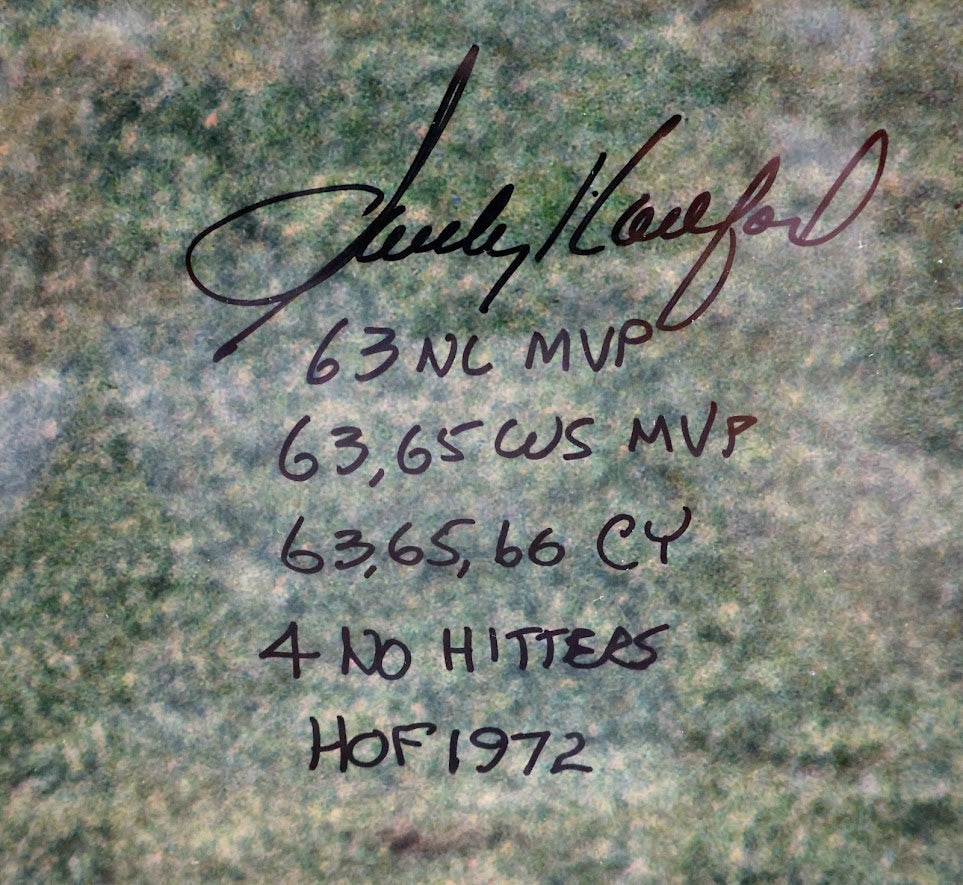 Sandy Koufax
63 NL MVP
63, 65 WS MVP
63, 65, 66 CY
4 NO HITTERS
HOF 1972